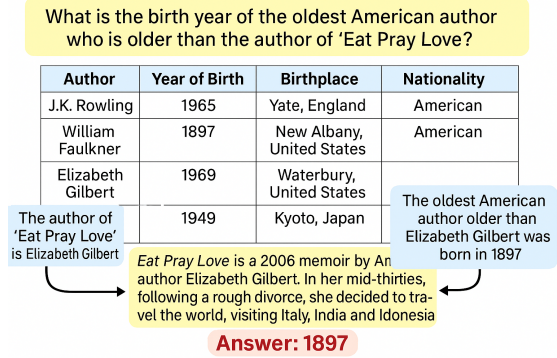 What is the birth year of the oldest American author
who is older than the author of ‘Eat Pray Love?
Author Year of Birth Birthplace Nationality
J.K. Rowling 1965 Yate, England American
William Faulkner 1897 New Albany, United States American
Elizabeth Gilbert 1969 Waterbury, United States
1949 Kyoto, Japan
The author of
‘Eat Pray Love’
is Elizabeth Gilbert
The oldest American
author older than
Elizabeth Gilbert was
born in 1897
Eat Pray Love is a 2006 memoir by Am
author Elizabeth Gilbert. In her mid-thirties,
following a rough divorce, she decided to tra-
vel the world, visiting Italy, India and Idonesia
Answer: 1897